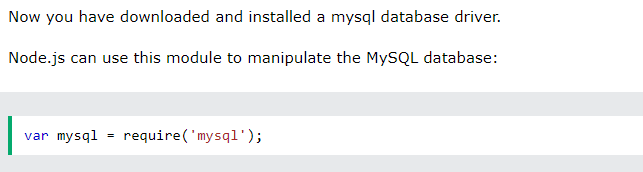 Now you have downloaded and installed a mysql database driver.
Node.js can use this module to manipulate the MySQL database:
var mysql = require('mysql');